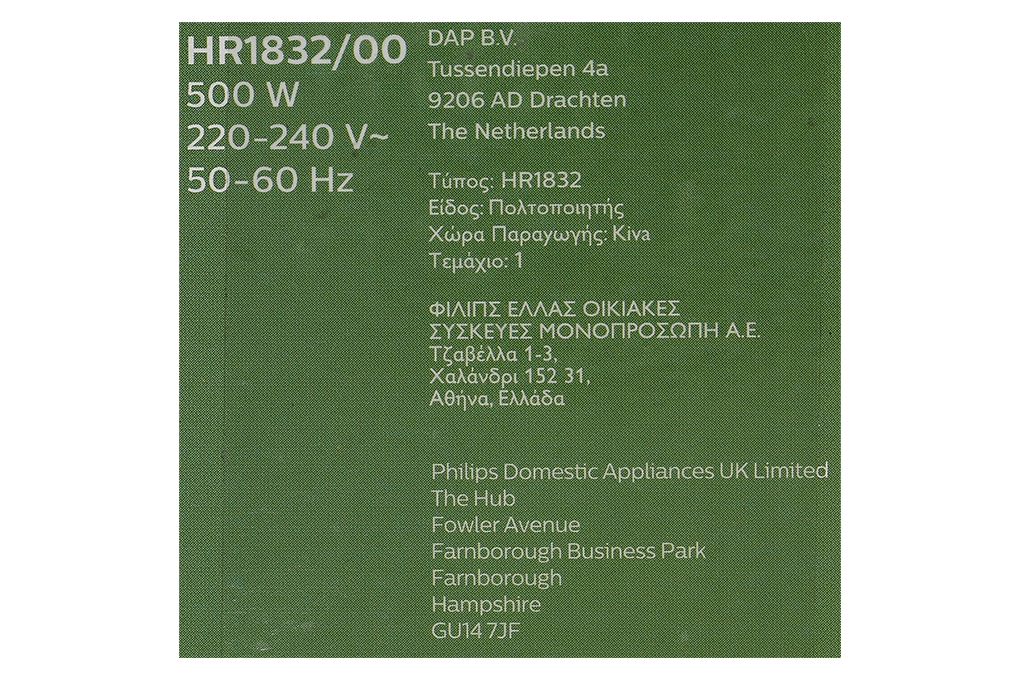 HR1832/00
500 W
220-240 V~
50-60 Hz
DAP B.V.
Tussendiepen 4a
9206 AD Drachten
The Netherlands
Τύπος: HR1832
Είδος: Πολτοποιητής
Χώρα Παραγωγής: Κίνα
Τεμάχιο: 1
ΦΙΛΙΠΣ ΕΛΛΑΣ ΟΙΚΙΑΚΕΣ
ΣΥΣΚΕΥΕΣ ΜΟΝΟΠΡΟΣΩΠΗ Α.Ε.
Τζαβέλλα 1-3,
Χαλάνδρι 152 31,
Αθήνα, Ελλάδα
Philips Domestic Appliances UK Limited
The Hub
Fowler Avenue
Farnborough Business Park
Farnborough
Hampshire
GU14 7JF